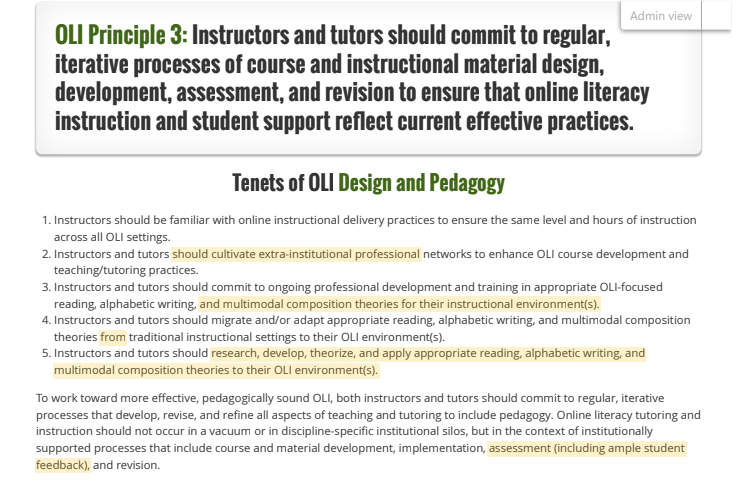 Admin view
OLI Principle 3: Instructors and tutors should commit to regular,
iterative processes of course and instructional material design,
development, assessment, and revision to ensure that online literacy
instruction and student support reflect current effective practices.
Tenets of OLI Design and Pedagogy
1. Instructors should be familiar with online instructional delivery practices to ensure the same level and hours of instruction
across all OLI settings.
2. Instructors and tutors should cultivate extra-institutional professional networks to enhance OLI course development and
teaching/tutoring practices.
3. Instructors and tutors should commit to ongoing professional development and training in appropriate OLI-focused
reading, alphabetic writing, and multimodal composition theories for their instructional environment(s).
4. Instructors and tutors should migrate and/or adapt appropriate reading, alphabetic writing, and multimodal composition
theories from traditional instructional settings to their OLI environment(s).
5. Instructors and tutors should research, develop, theorize, and apply appropriate reading, alphabetic writing, and
multimodal composition theories to their OLI environment(s).
To work toward more effective, pedagogically sound OLI, both instructors and tutors should commit to regular, iterative
processes that develop, revise, and refine all aspects of teaching and tutoring to include pedagogy. Online literacy tutoring and
instruction should not occur in a vacuum or in discipline-specific institutional silos, but in the context of institutionally
supported processes that include course and material development, implementation, assessment (including ample student
feedback), and revision.